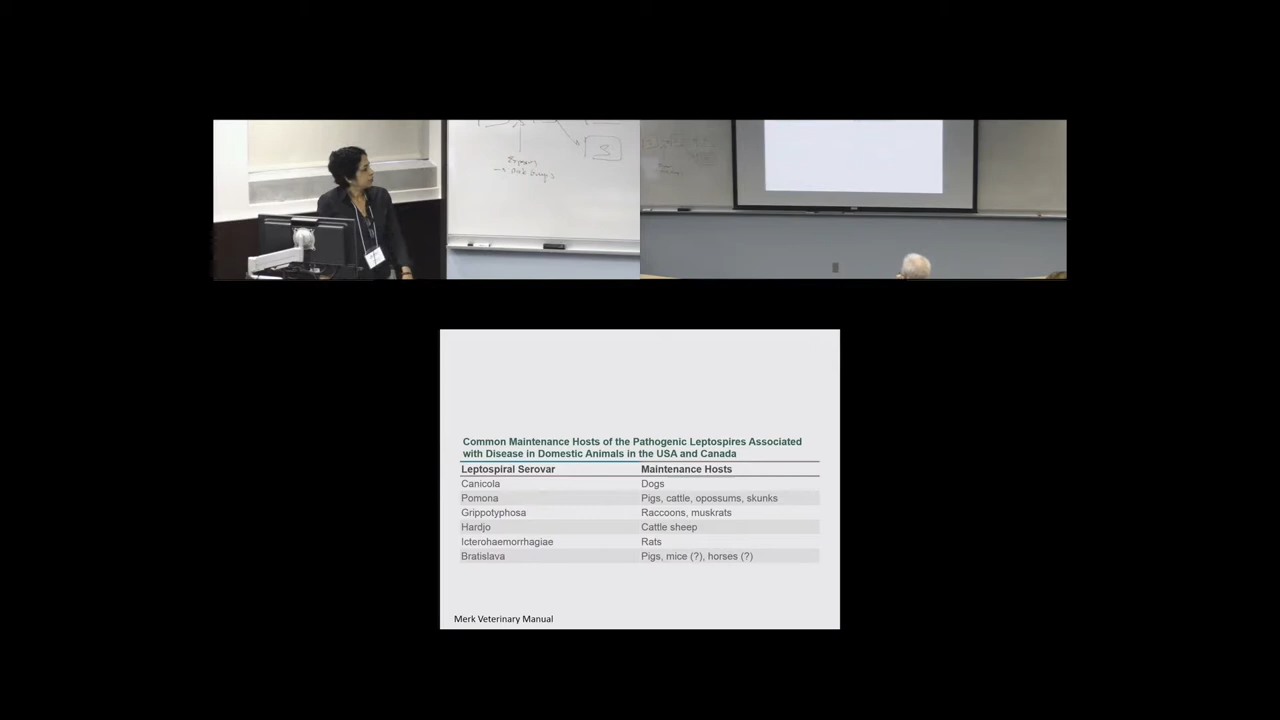 Common Maintenance Hosts of the Pathogenic Leptospires Associated
with Disease in Domestic Animals in the USA and Canada
Leptospiral Serovar Maintenance Hosts
Canicola Dogs
Pomona Pigs, cattle, opossums, skunks
Grippotyphosa Raccoons, muskrats
Hardjo Cattle sheep
Icterohaemorrhagiae Rats
Bratislava Pigs, mice (?), horses (?)
Merk Veterinary Manual